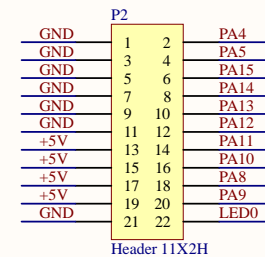 P2
GND 1 2 PA4
GND 3 4 PA5
GND 5 6 PA15
GND 7 8 PA14
GND 9 10 PA13
GND 11 12 PA12
+5V 13 14 PA11
+5V 15 16 PA10
+5V 17 18 PA8
+5V 19 20 PA9
GND 21 22 LED0
Header 11X2H